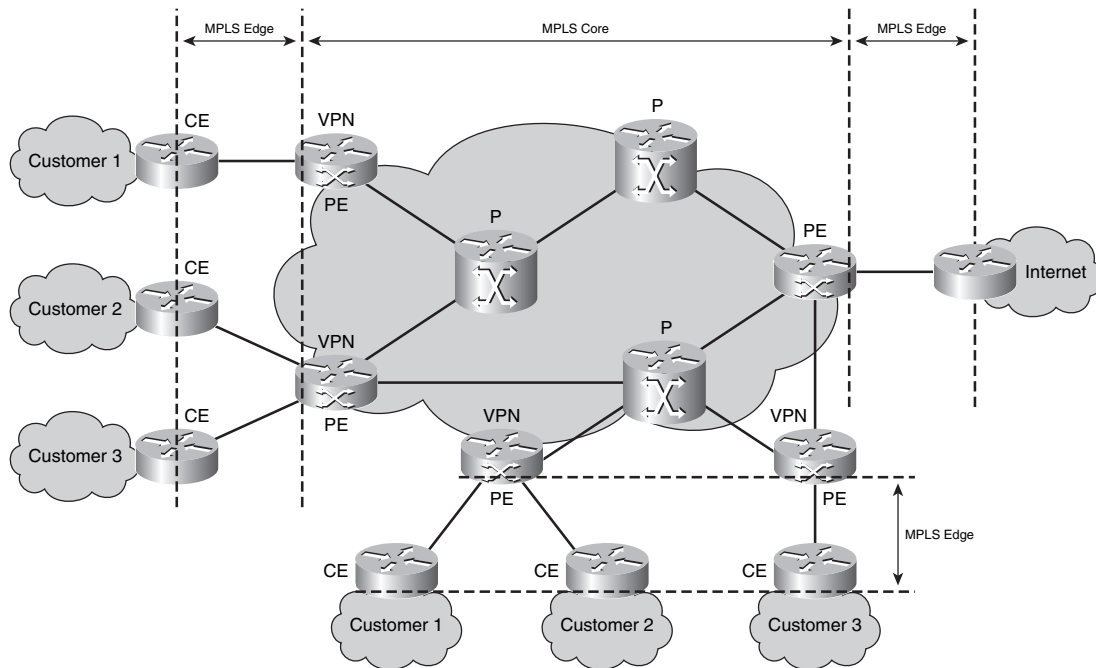 MPLS Edge
MPLS Core
MPLS Edge
P
CE
VPN
Customer 1
PE
P
PE
CE
Internet
Customer 2
VPN
P
CE
PE
VPN
VPN
Customer 3
PE
PE
MPLS Edge
CE
CE
CE
Customer 1
Customer 2
Customer 3